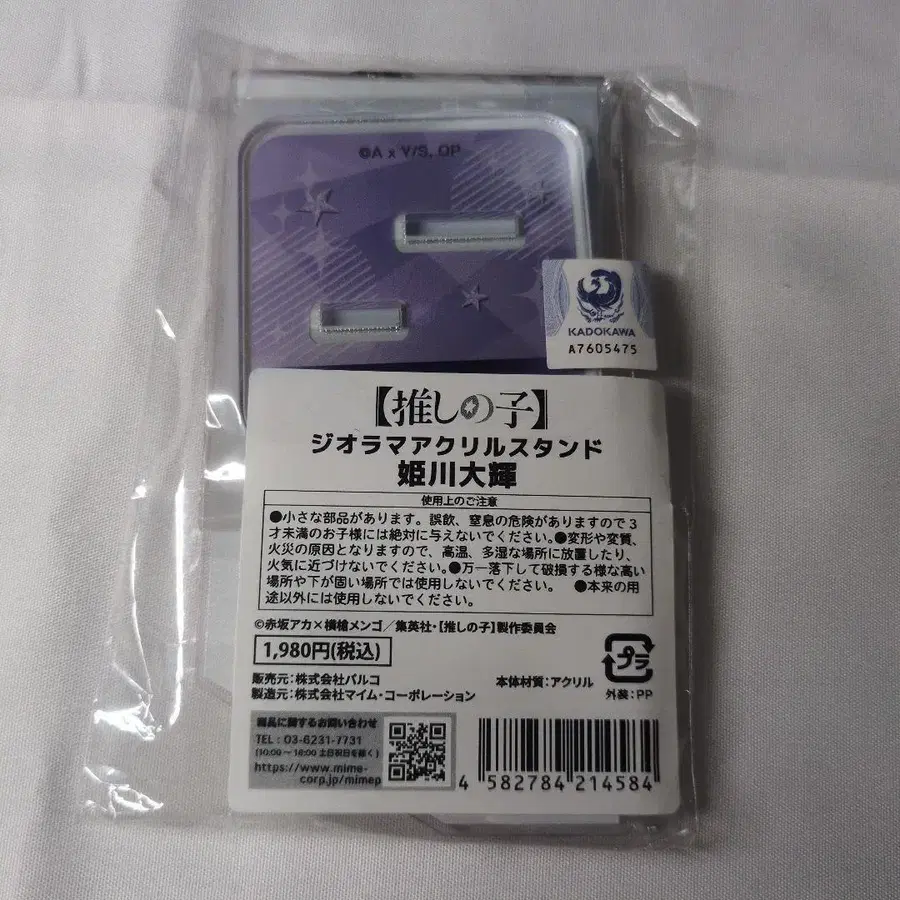 ©A x Y/S, OP
KADOKAWA
A7605475
【推しの子】
ジオラマアクリルスタンド
姫川大輝
使用上のご注意
●小さな部品があります。誤飲、窒息の危険がありますので3
才未満のお子様には絶対に与えないでください。●変形や変質、
火災の原因となりますので、高温、多湿な場所に放置したり、
火気に近づけないでください。●万一落下して破損する様な高い
場所や下が固い場所では使用しないでください。 ●本来の用
途以外には使用しないでください。
©赤坂アカ×横槍メンゴ／集英社・【推しの子】製作委員会
1,980円(税込)
販売元：株式会社パルコ
製造元：株式会社マイム・コーポレーション
本体材質：アクリル
プラ
外装：PP
商品に関するお問い合わせ
TEL：03-6231-7731
(10:00～18:00 土日祝日を除く)
https://www.mime-
corp.jp/mimep
4 582784 214584